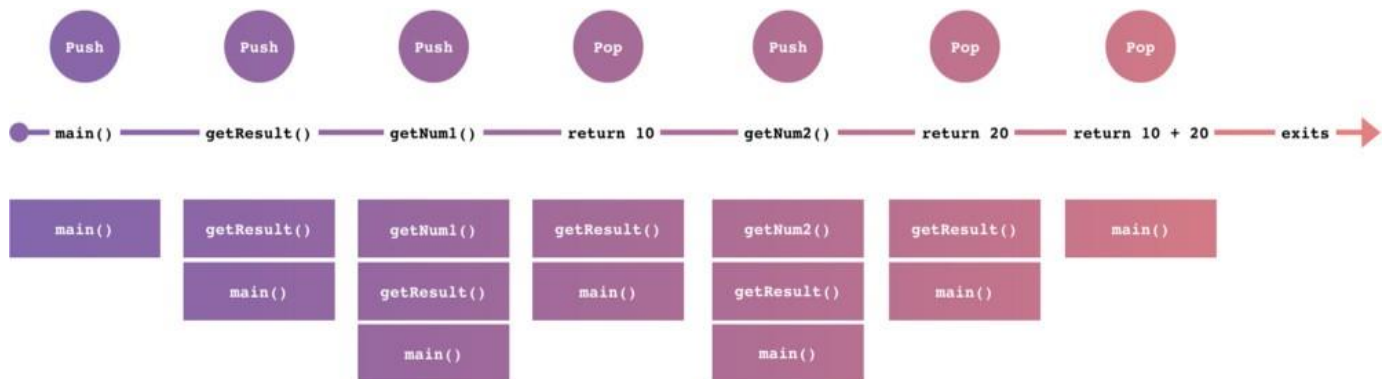 Push Push Push Pop Push Pop Pop
main() getResult() getNum1() return 10 getNum2() return 20 return 10 + 20 exits
main() getResult() getNum1() getResult() getNum2() getResult() main()
main() getResult() main() getResult() main()
main() main()